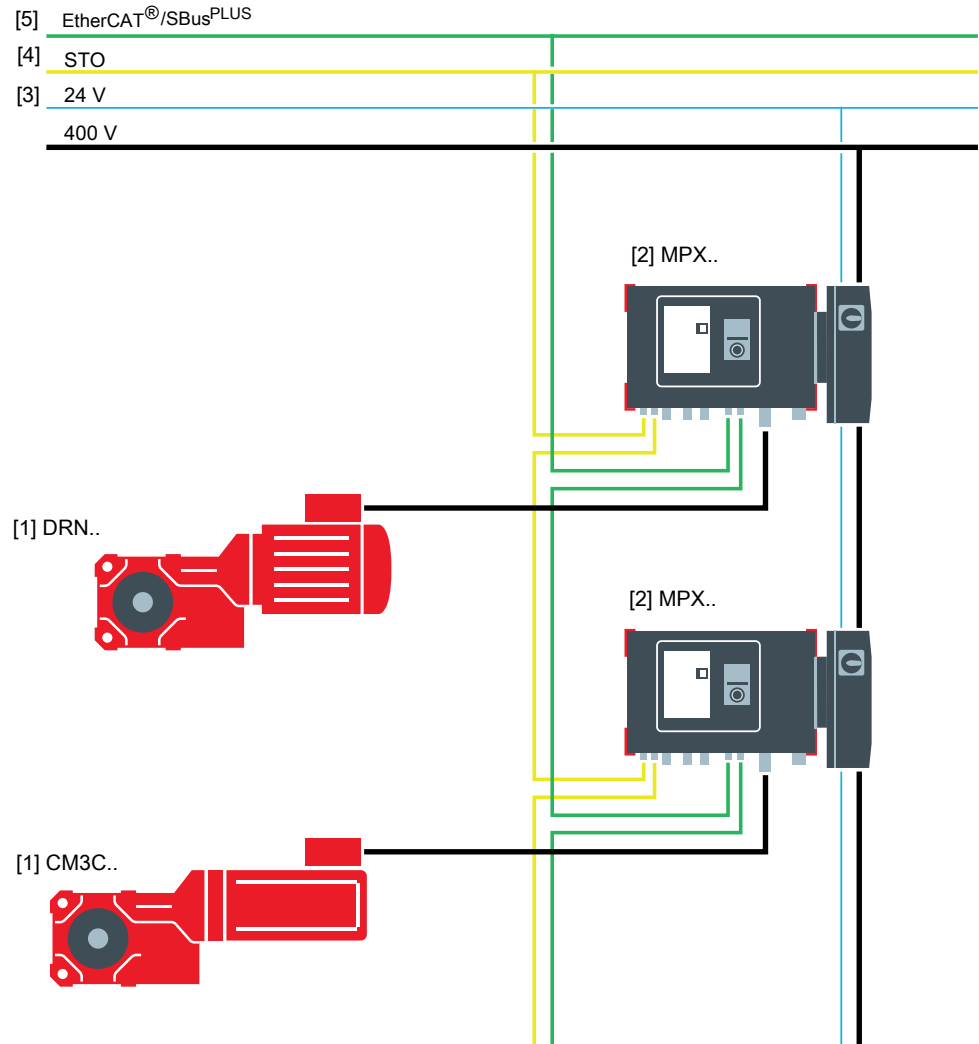 [5] EtherCAT®/SBusPLUS
[4] STO
[3] 24 V
400 V
[2] MPX..
[1] DRN..
[2] MPX..
[1] CM3C..